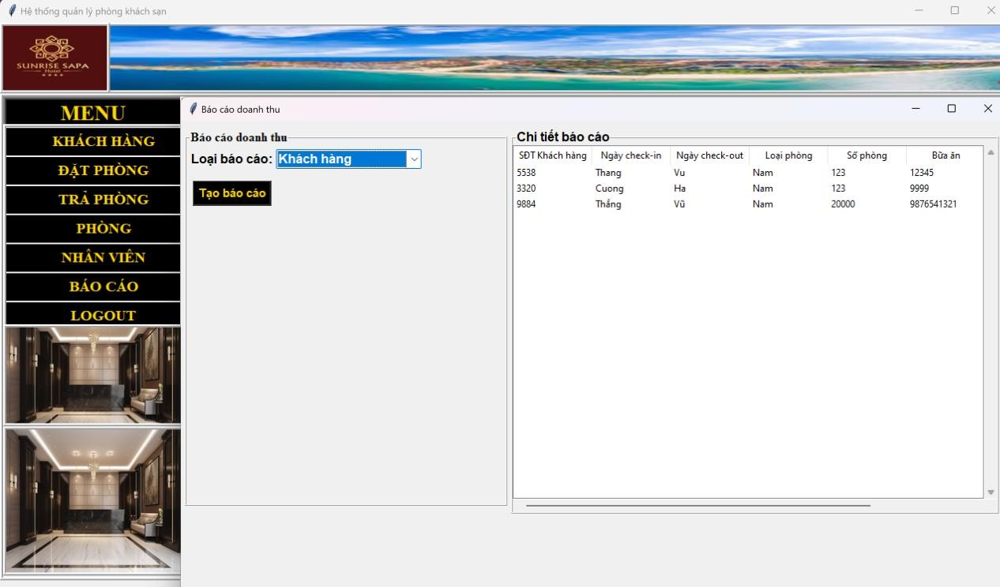 Hệ thống quản lý phòng khách sạn
SUNRISE SAPA
Hotel
MENU
KHÁCH HÀNG
ĐẶT PHÒNG
TRẢ PHÒNG
PHÒNG
NHÂN VIÊN
BÁO CÁO
LOGOUT
Báo cáo doanh thu
Báo cáo doanh thu
Loại báo cáo: Khách hàng
Tạo báo cáo
Chi tiết báo cáo
SĐT Khách hàng Ngày check-in Ngày check-out Loại phòng Số phòng Bữa ăn
5538 Thang Vu Nam 123 12345
3320 Cuong Ha Nam 123 9999
9884 Thắng Vũ Nam 20000 9876541321